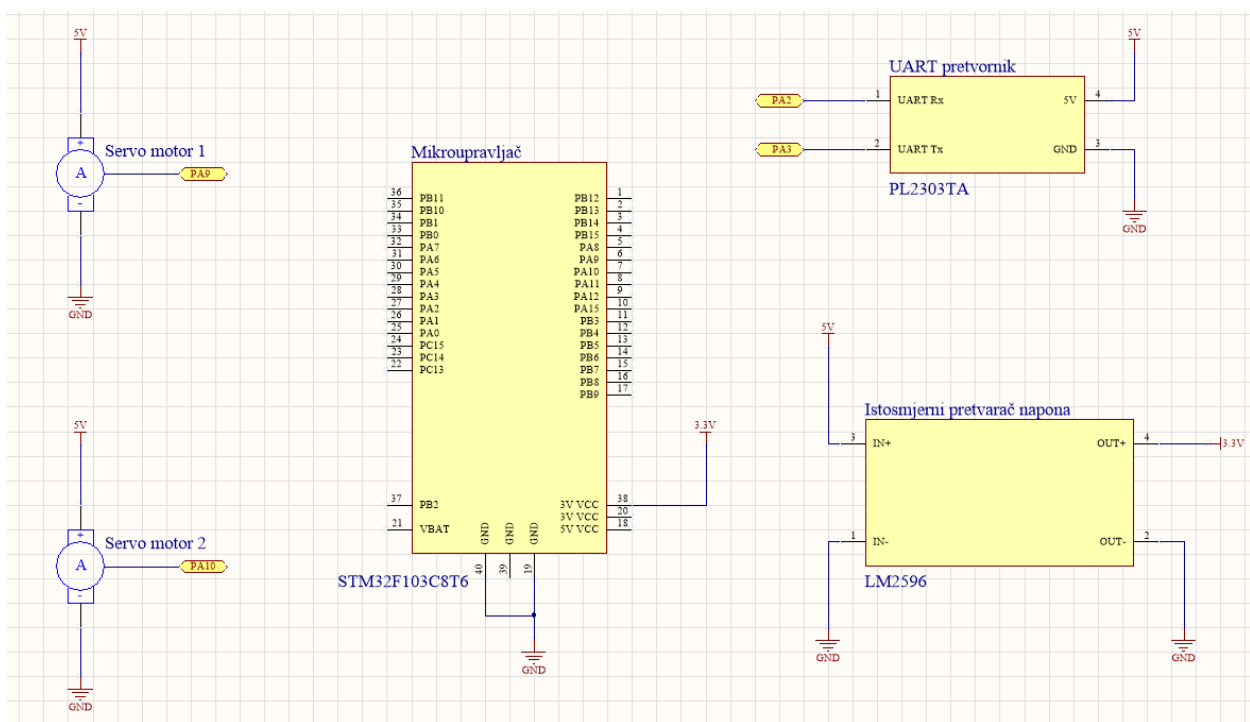 5V
Servo motor 1
+
A
-
PA9
GND
5V
Servo motor 2
+
A
-
PA10
GND
Mikroupravljač
36 PB11
35 PB10
34 PB1
33 PB0
32 PA7
31 PA6
30 PA5
29 PA4
28 PA3
27 PA2
26 PA1
25 PA0
24 PC15
23 PC14
22 PC13
37 PB2
21 VBAT
PB12 1
PB13 2
PB14 3
PB15 4
PA8 5
PA9 6
PA10 7
PA11 8
PA12 9
PA15 10
PB3 11
PB4 12
PB5 13
PB6 14
PB7 15
PB8 16
PB9 17
3V VCC 38
3V VCC 20
5V VCC 18
GND GND GND
40 39 19
STM32F103C8T6
GND
3.3V
UART pretvornik
PA2 1 UART Rx
PA3 2 UART Tx
5V 4
GND 3
PL2303TA
5V
GND
5V
Istosmjerni pretvarač napona
3 IN+
1 IN-
OUT+ 4
OUT- 2
3.3V
LM2596
GND
GND